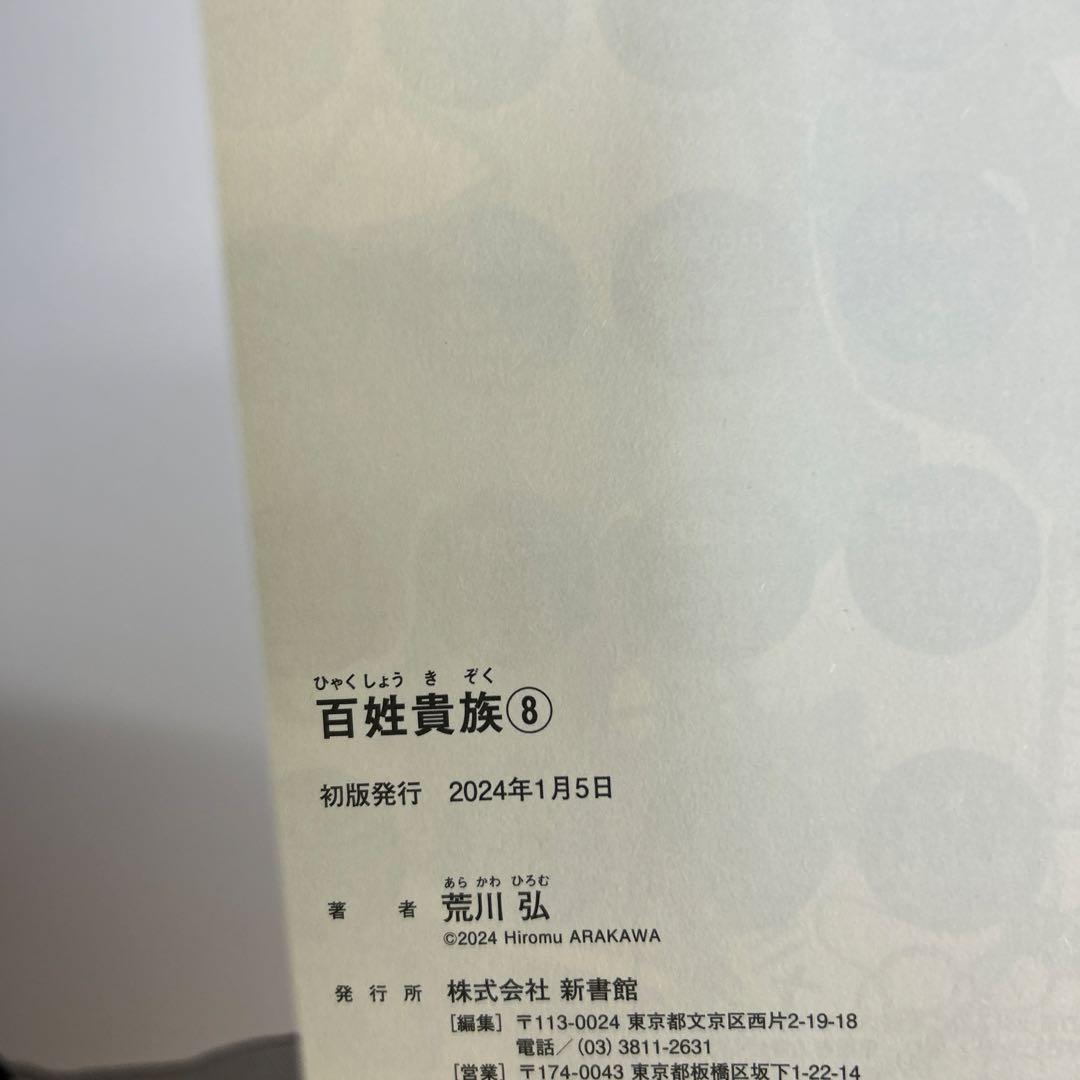 ひゃくしょう き ぞく
百姓貴族⑧
初版発行 2024年1月5日
あら かわ ひろむ
著 者 荒川 弘
©2024 Hiromu ARAKAWA
発 行 所 株式会社 新書館
［編集］ 〒113-0024 東京都文京区西片2-19-18
電話／(03) 3811-2631
［営業］ 〒174-0043 東京都板橋区坂下1-22-14